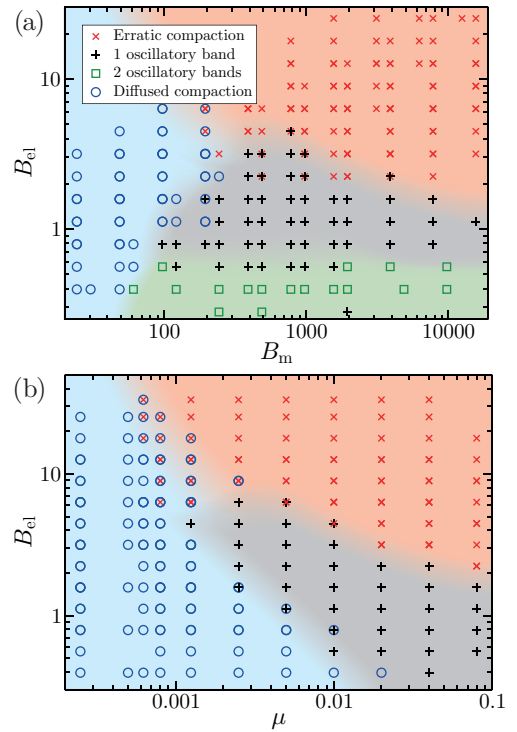 (a)
Erratic compaction
1 oscillatory band
2 oscillatory bands
Diffused compaction
10
1
B_el
100
1000
10000
B_m
(b)
10
1
B_el
0.001
0.01
0.1
μ